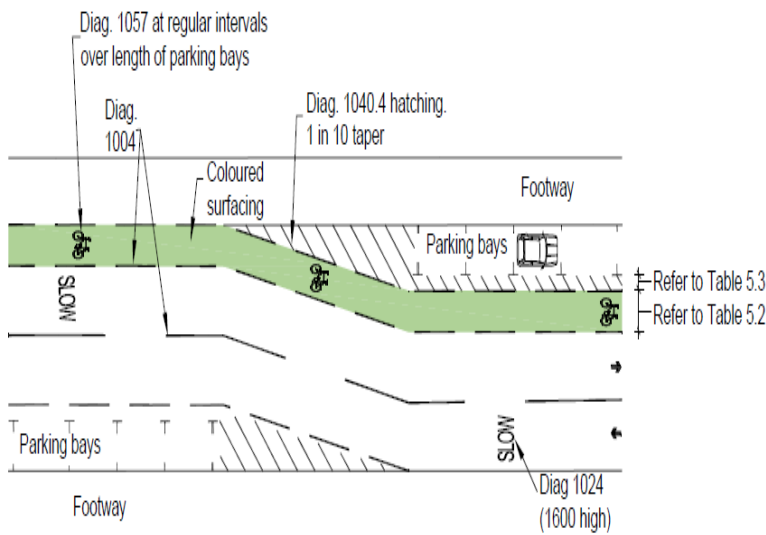 Diag. 1057 at regular intervals
over length of parking bays
Diag.
1004
Diag. 1040.4 hatching.
1 in 10 taper
Coloured
surfacing
Footway
Parking bays
SLOW
Refer to Table 5.3
Refer to Table 5.2
Parking bays
SLOW
Diag 1024
(1600 high)
Footway